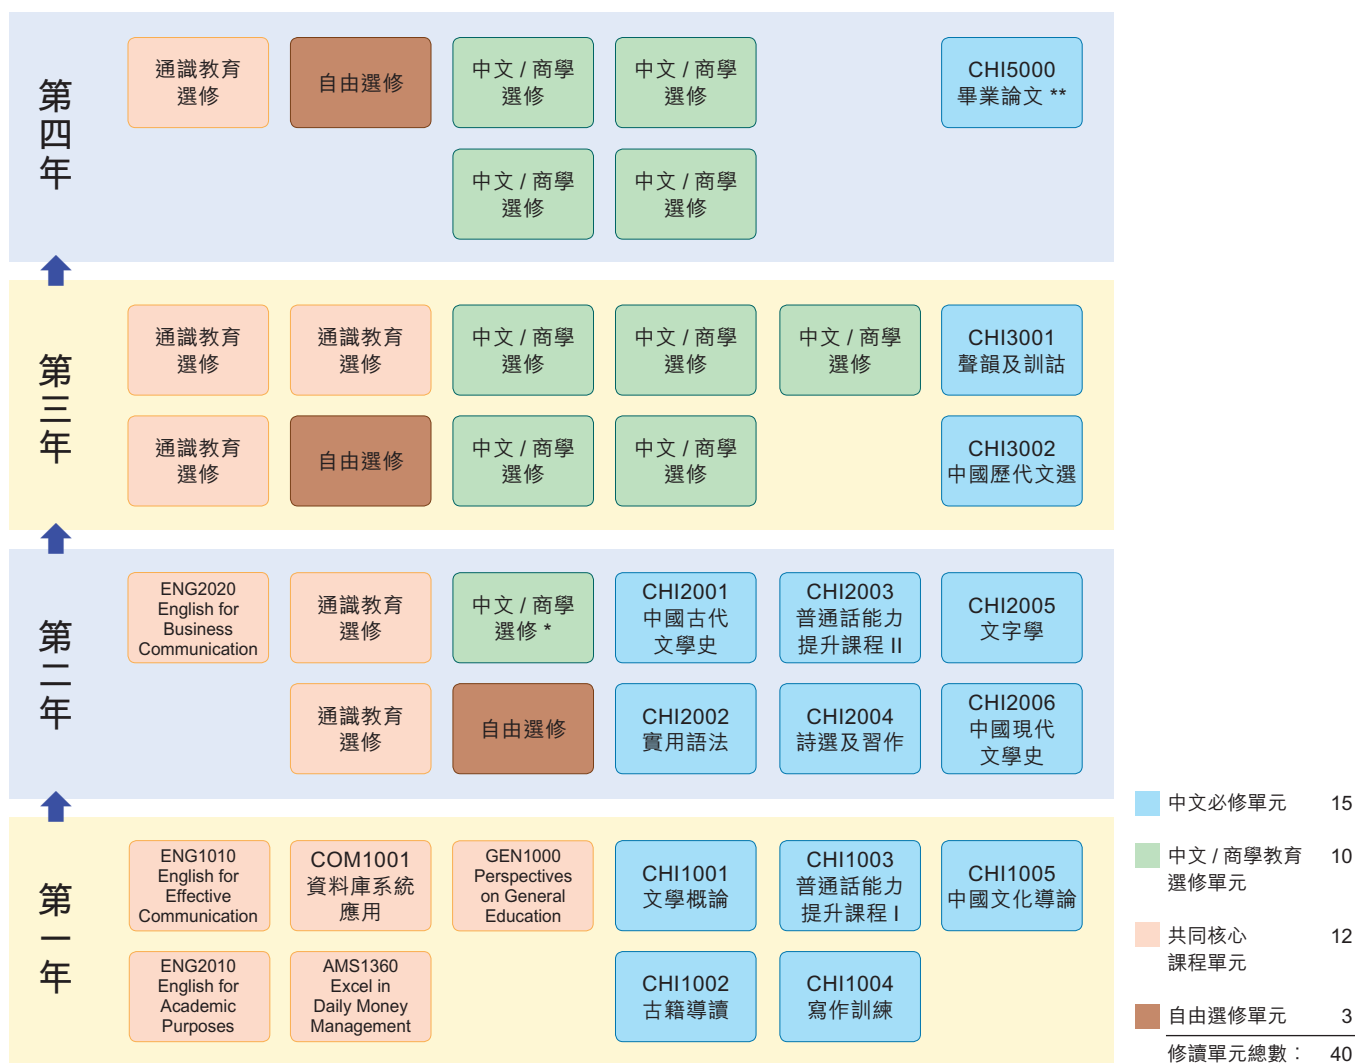 第四年
通識教育
選修
自由選修
中文 / 商學
選修
中文 / 商學
選修
CHI5000
畢業論文 **
中文 / 商學
選修
中文 / 商學
選修
第三年
通識教育
選修
通識教育
選修
中文 / 商學
選修
中文 / 商學
選修
中文 / 商學
選修
CHI3001
聲韻及訓詁
通識教育
選修
自由選修
中文 / 商學
選修
中文 / 商學
選修
CHI3002
中國歷代文選
第二年
ENG2020
English for
Business
Communication
通識教育
選修
中文 / 商學
選修 *
CHI2001
中國古代
文學史
CHI2003
普通話能力
提升課程 II
CHI2005
文字學
通識教育
選修
自由選修
CHI2002
實用語法
CHI2004
詩選及習作
CHI2006
中國現代
文學史
第一年
ENG1010
English for
Effective
Communication
COM1001
資料庫系統
應用
GEN1000
Perspectives
on General
Education
CHI1001
文學概論
CHI1003
普通話能力
提升課程 I
CHI1005
中國文化導論
ENG2010
English for
Academic
Purposes
AMS1360
Excel in
Daily Money
Management
CHI1002
古籍導讀
CHI1004
寫作訓練
中文必修單元 15
中文 / 商學教育 10
選修單元
共同核心 12
課程單元
自由選修單元 3
修讀單元總數： 40